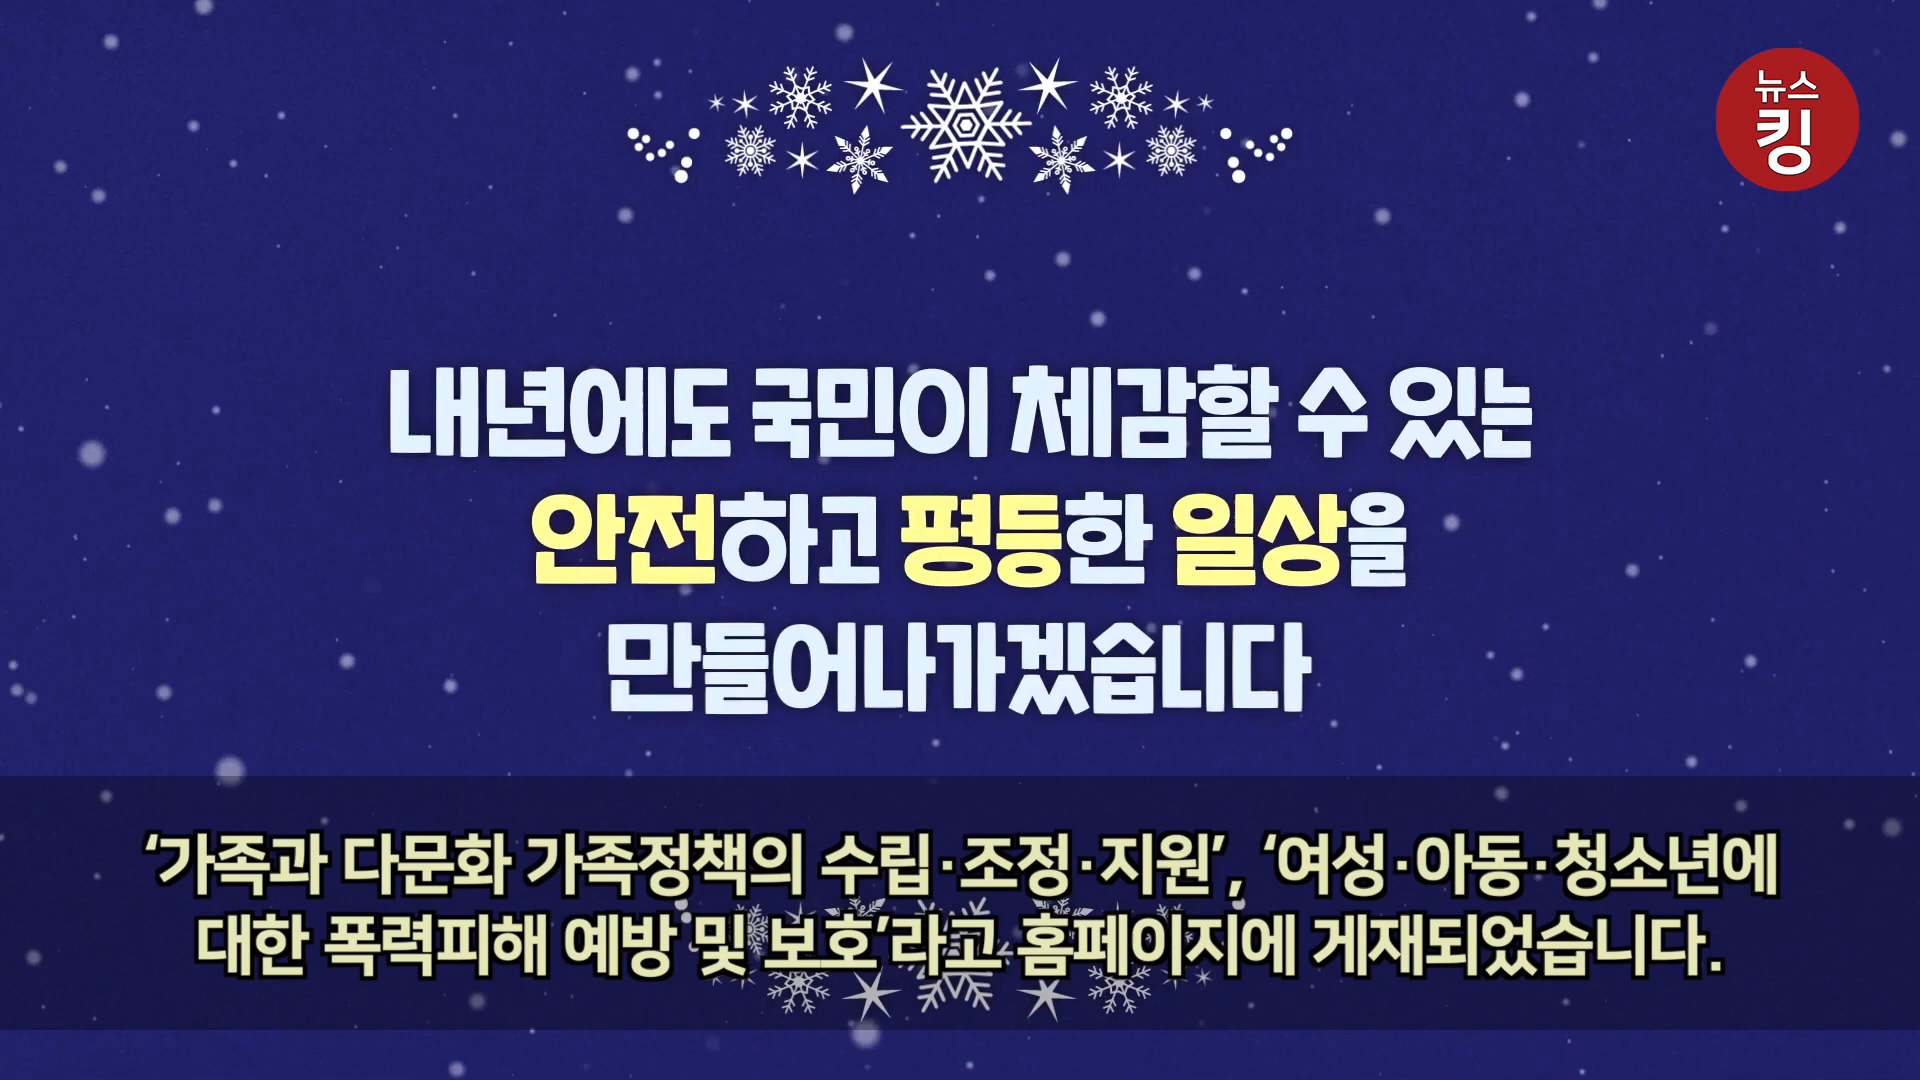 뉴스
킹
내년에도 국민이 체감할 수 있는
안전하고 평등한 일상을
만들어나가겠습니다
‘가족과 다문화 가족정책의 수립·조정·지원’, ‘여성·아동·청소년에
대한 폭력피해 예방 및 보호’라고 홈페이지에 게재되었습니다.